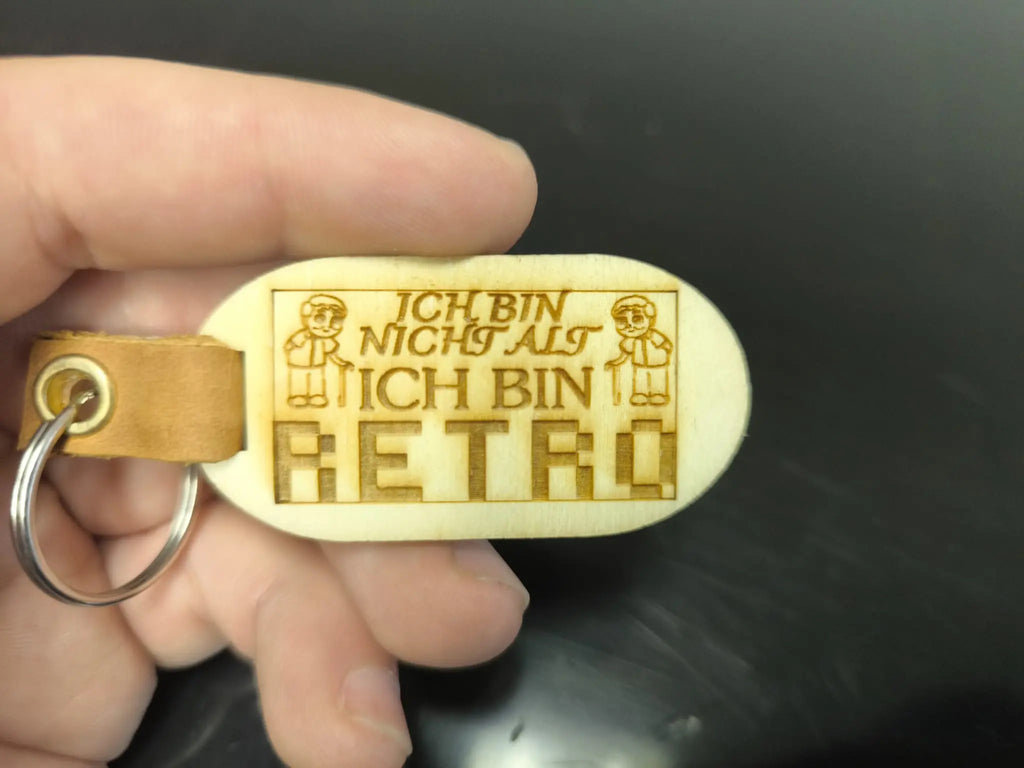 ICH BIN
NICHT ALT
ICH BIN
RETRO